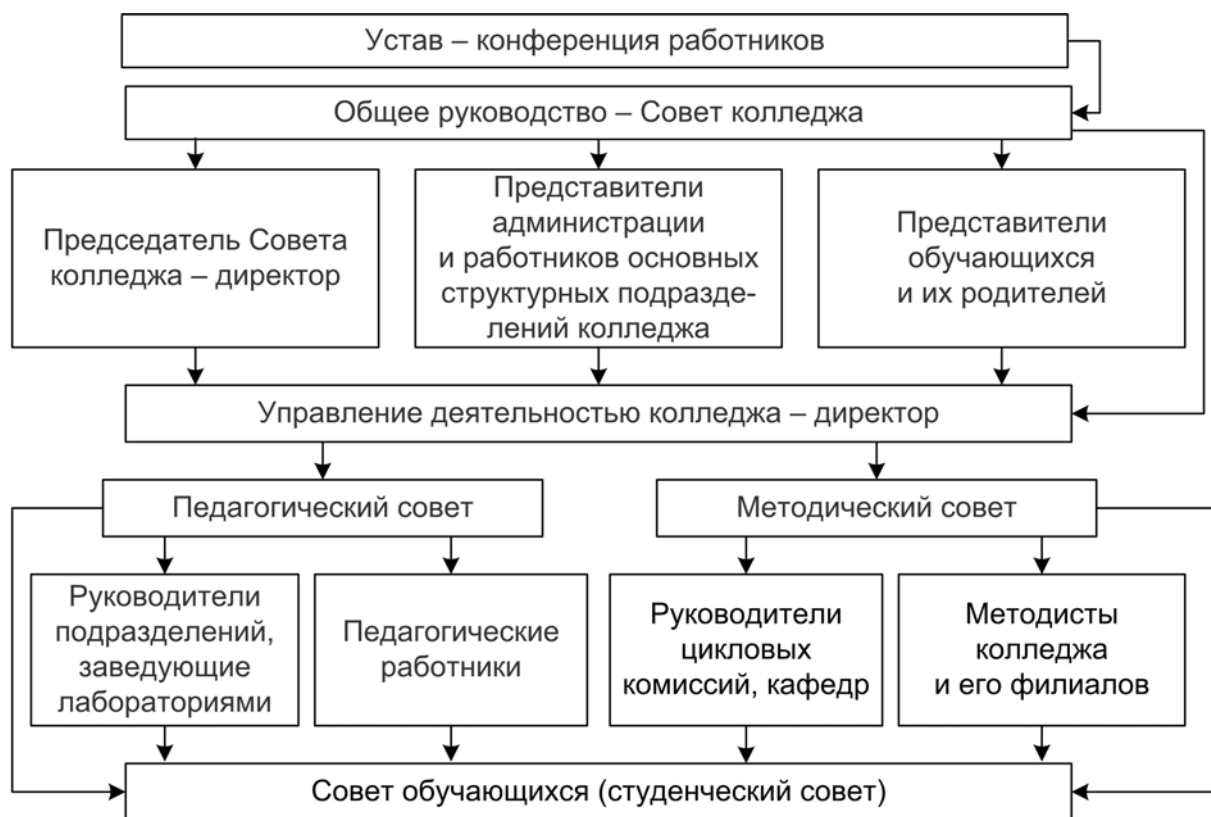 Устав – конференция работников
Общее руководство – Совет колледжа
Председатель Совета
колледжа – директор
Представители
администрации
и работников основных
структурных подразде-
лений колледжа
Представители
обучающихся
и их родителей
Управление деятельностью колледжа – директор
Педагогический совет
Методический совет
Руководители
подразделений,
заведующие
лабораториями
Педагогические
работники
Руководители
цикловых
комиссий, кафедр
Методисты
колледжа
и его филиалов
Совет обучающихся (студенческий совет)